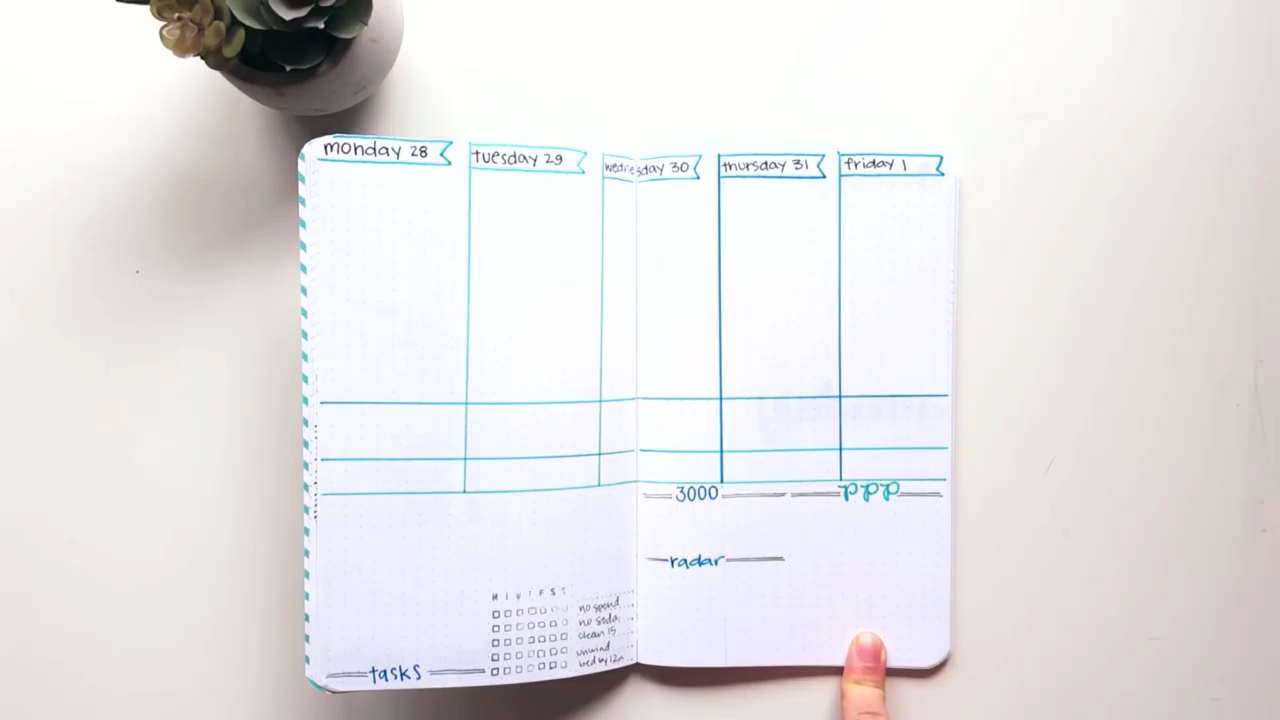 monday 28
tuesday 29
wednesday 30
thursday 31
friday 1
3000
ppp
radar
no spend
no soda
clean 15
unwind
bed by 12
tasks